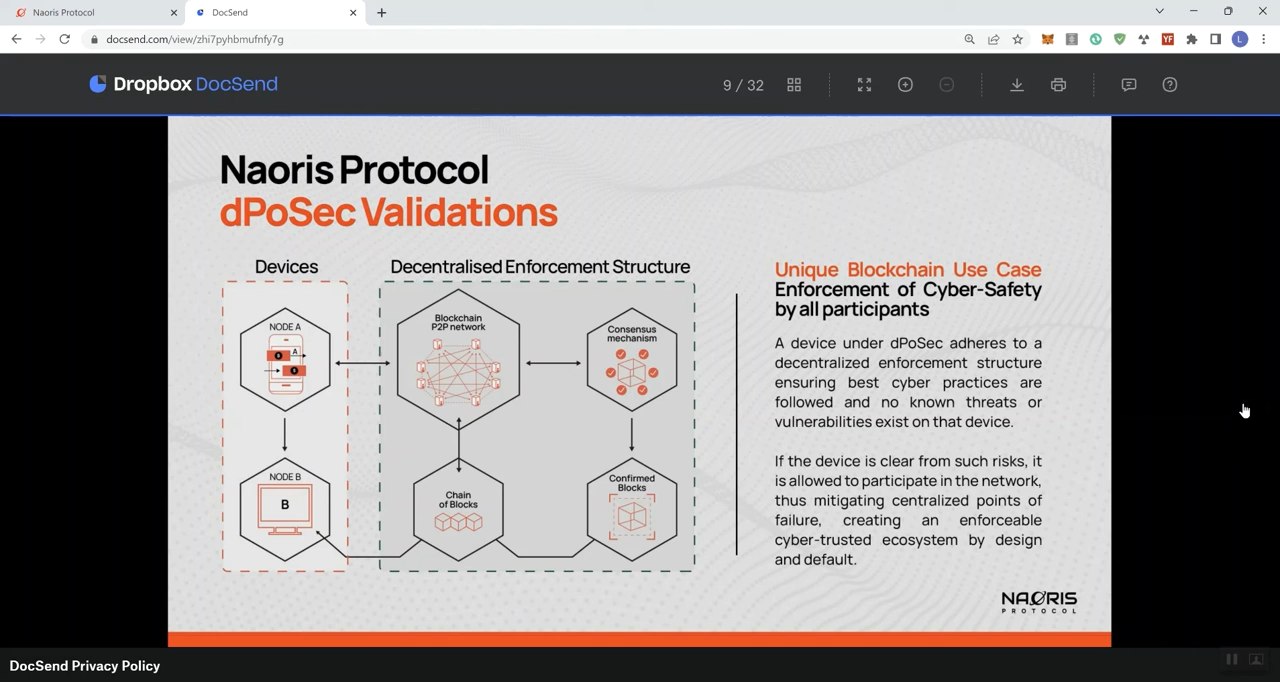 Naoris Protocol
DocSend
docsend.com/view/zhi7pyhbmufnfy7g
YF
L
Dropbox DocSend
9 / 32
Naoris Protocol
dPoSec Validations
Devices
Decentralised Enforcement Structure
NODE A
A
Blockchain
P2P network
Consensus
mechanism
NODE B
B
Chain
of Blocks
Confirmed
Blocks
Unique Blockchain Use Case
Enforcement of Cyber-Safety
by all participants
A device under dPoSec adheres to a
decentralized enforcement structure
ensuring best cyber practices are
followed and no known threats or
vulnerabilities exist on that device.
If the device is clear from such risks, it
is allowed to participate in the network,
thus mitigating centralized points of
failure, creating an enforceable
cyber-trusted ecosystem by design
and default.
NAORIS
PROTOCOL
DocSend Privacy Policy